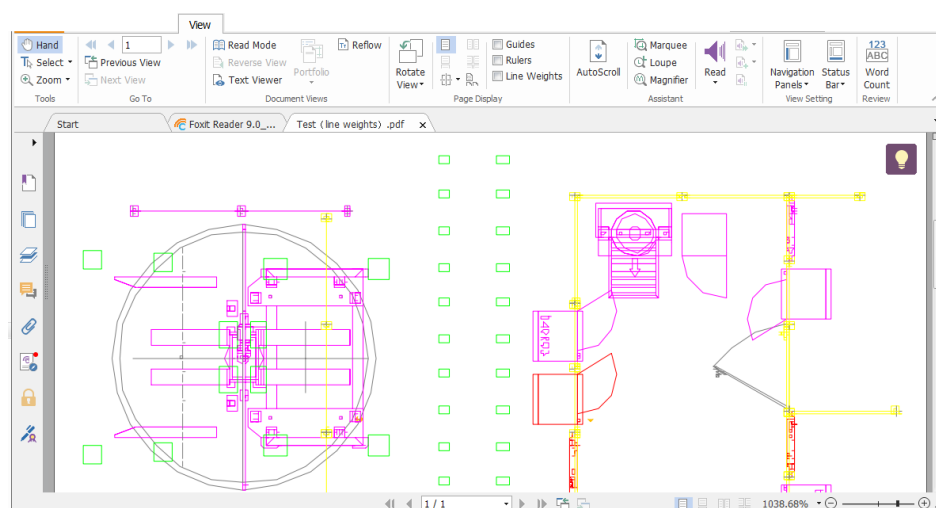 View
Hand
Select
Zoom
Tools
1
Previous View
Next View
Go To
Read Mode
Reverse View
Text Viewer
Portfolio
Reflow
Document Views
Rotate
View
Guides
Rulers
Line Weights
Page Display
AutoScroll
Marquee
Loupe
Magnifier
Read
Assistant
Navigation
Panels
Status
Bar
View Setting
123
ABC
Word
Count
Review
Start
Foxit Reader 9.0_...
Test (line weights) .pdf
1 / 1
1038.68%